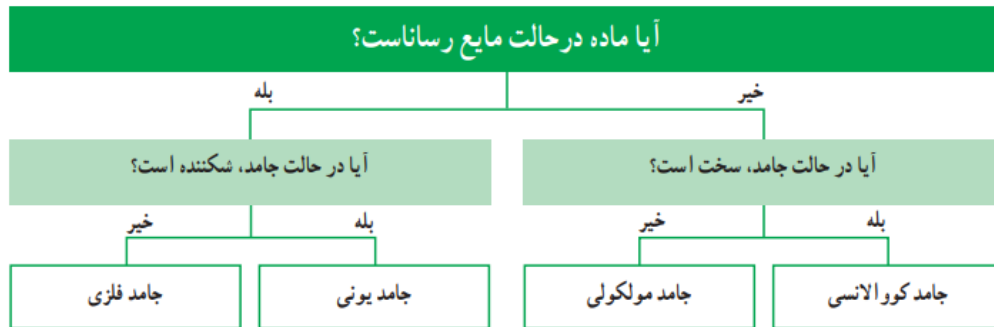 آیا ماده درحالت مایع رساناست؟
خیر
بله
آیا در حالت جامد، سخت است؟
آیا در حالت جامد، شکننده است؟
بله
خیر
بله
خیر
جامد کووالانسی
جامد مولکولی
جامد یونی
جامد فلزی